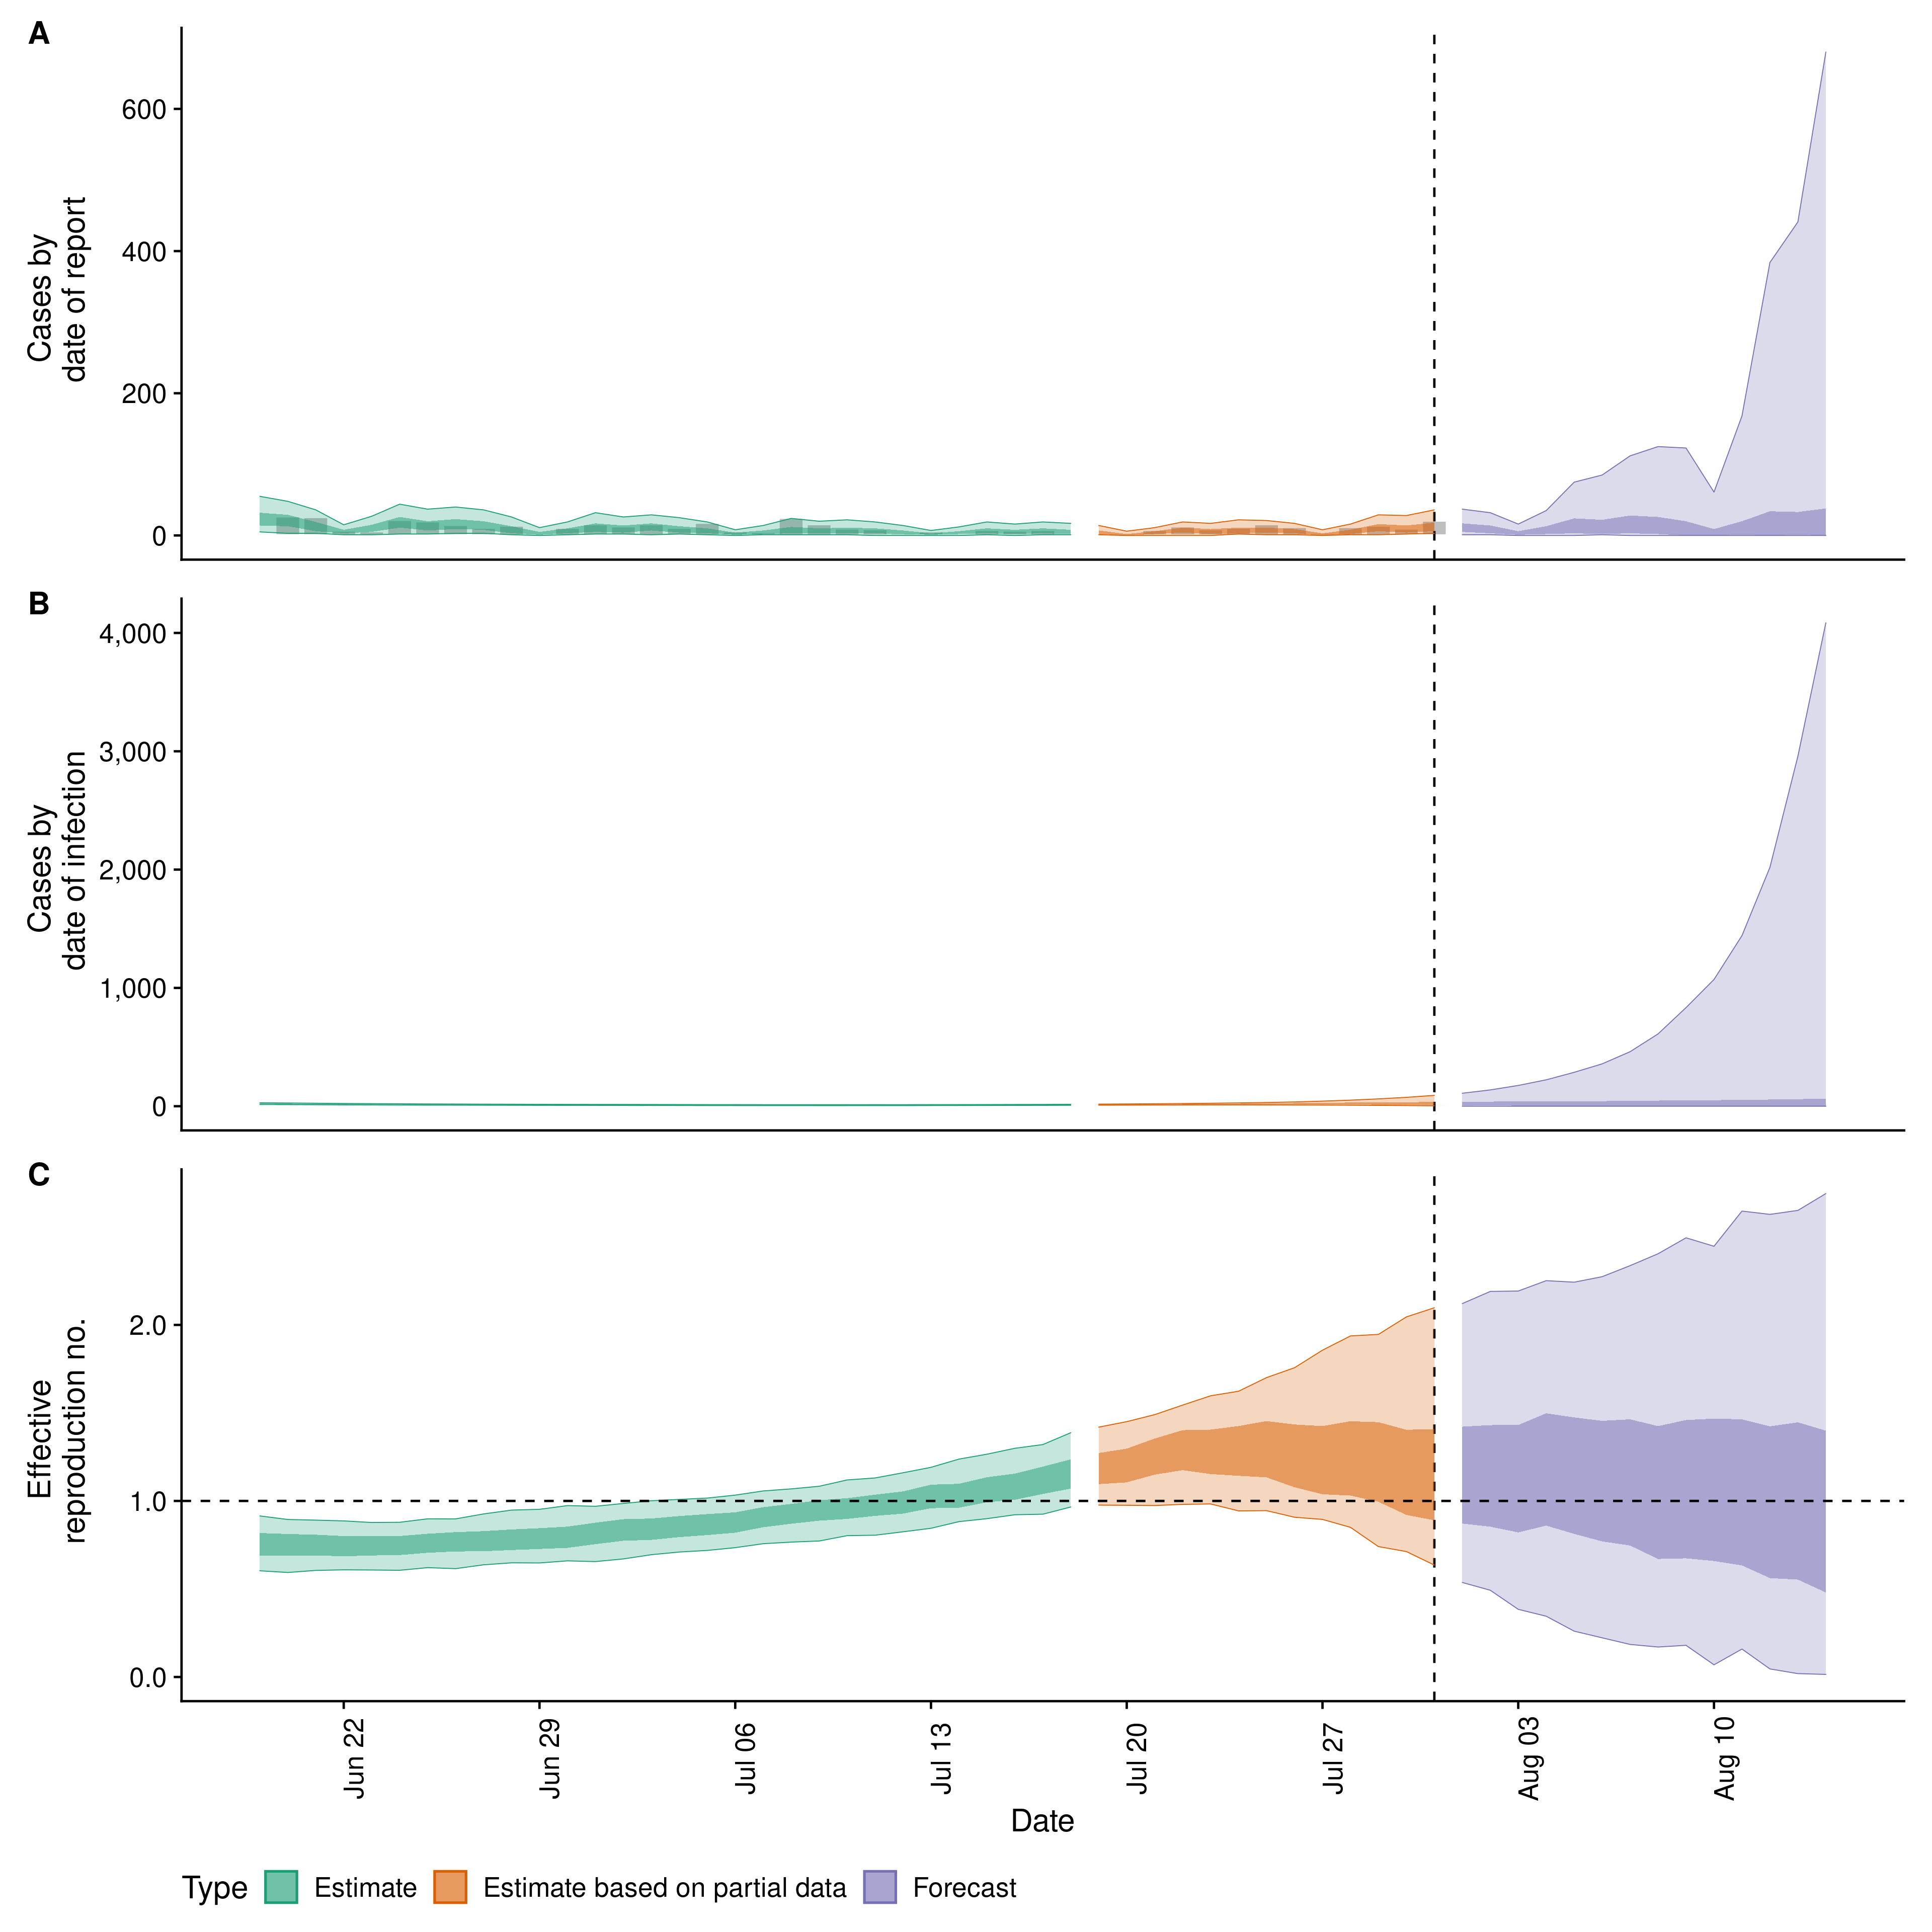 A
Cases by
date of report
600
400
200
0
B
Cases by
date of infection
4,000
3,000
2,000
1,000
0
C
Effective
reproduction no.
2.0
1.0
0.0
Jun 22
Jun 29
Jul 06
Jul 13
Jul 20
Jul 27
Aug 03
Aug 10
Date
Type
Estimate
Estimate based on partial data
Forecast